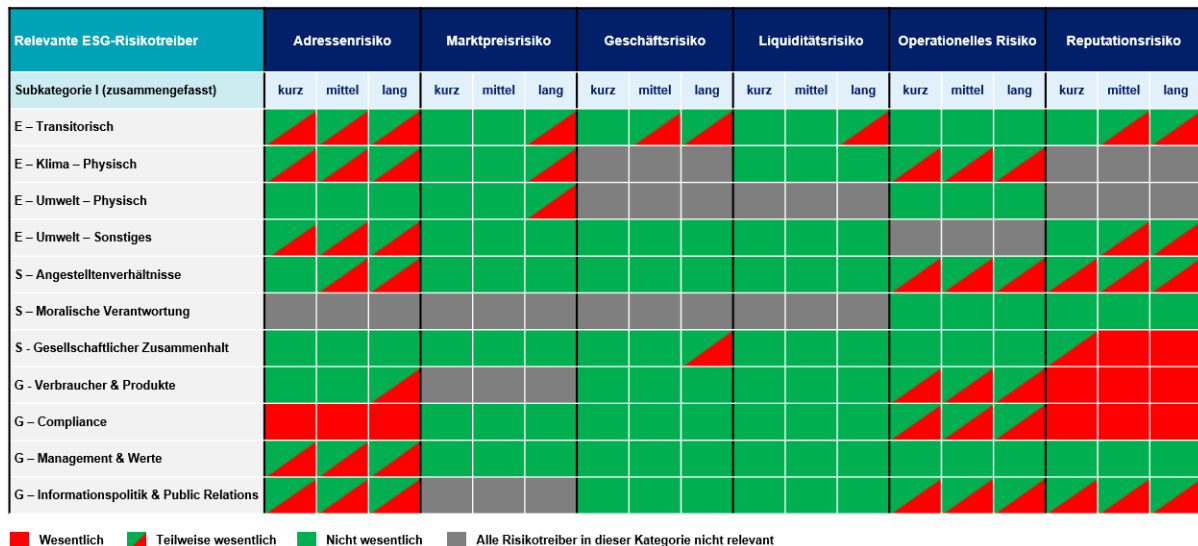 Relevante ESG-Risikotreiber Adressenrisiko Marktpreisrisiko Geschäftsrisiko Liquiditätsrisiko Operationelles Risiko Reputationsrisiko
Subkategorie I (zusammengefasst) kurz mittel lang kurz mittel lang kurz mittel lang kurz mittel lang kurz mittel lang kurz mittel lang
E – Transitorisch
E – Klima – Physisch
E – Umwelt – Physisch
E – Umwelt – Sonstiges
S – Angestelltenverhältnisse
S – Moralische Verantwortung
S - Gesellschaftlicher Zusammenhalt
G - Verbraucher & Produkte
G – Compliance
G – Management & Werte
G – Informationspolitik & Public Relations
Wesentlich Teilweise wesentlich Nicht wesentlich Alle Risikotreiber in dieser Kategorie nicht relevant